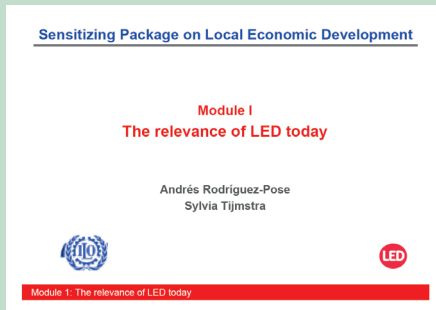 Sensitizing Package on Local Economic Development
Module I
The relevance of LED today
Andrés Rodríguez-Pose
Sylvia Tijmstra
ILO
LED
Module 1: The relevance of LED today